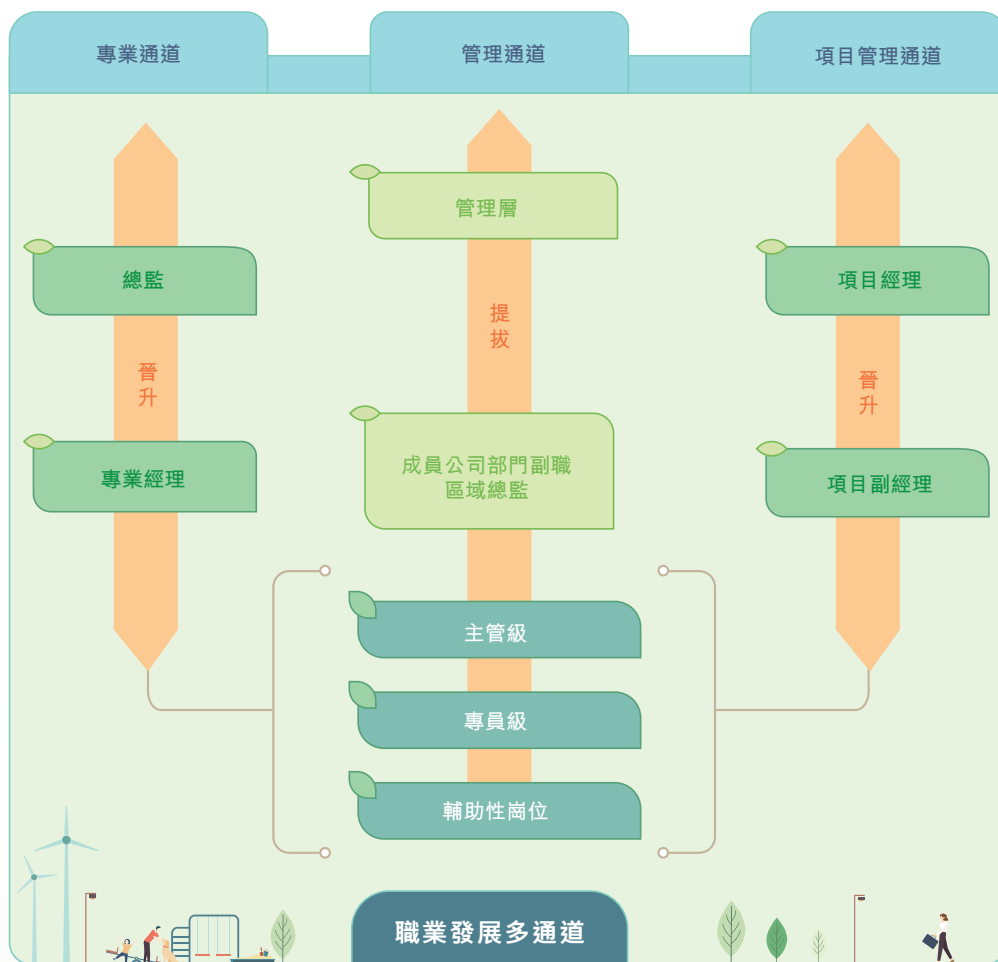 專業通道
管理通道
項目管理通道
管理層
總監
項目經理
提拔
晉升
晉升
成員公司部門副職
區域總監
專業經理
項目副經理
主管級
專員級
輔助性崗位
職業發展多通道